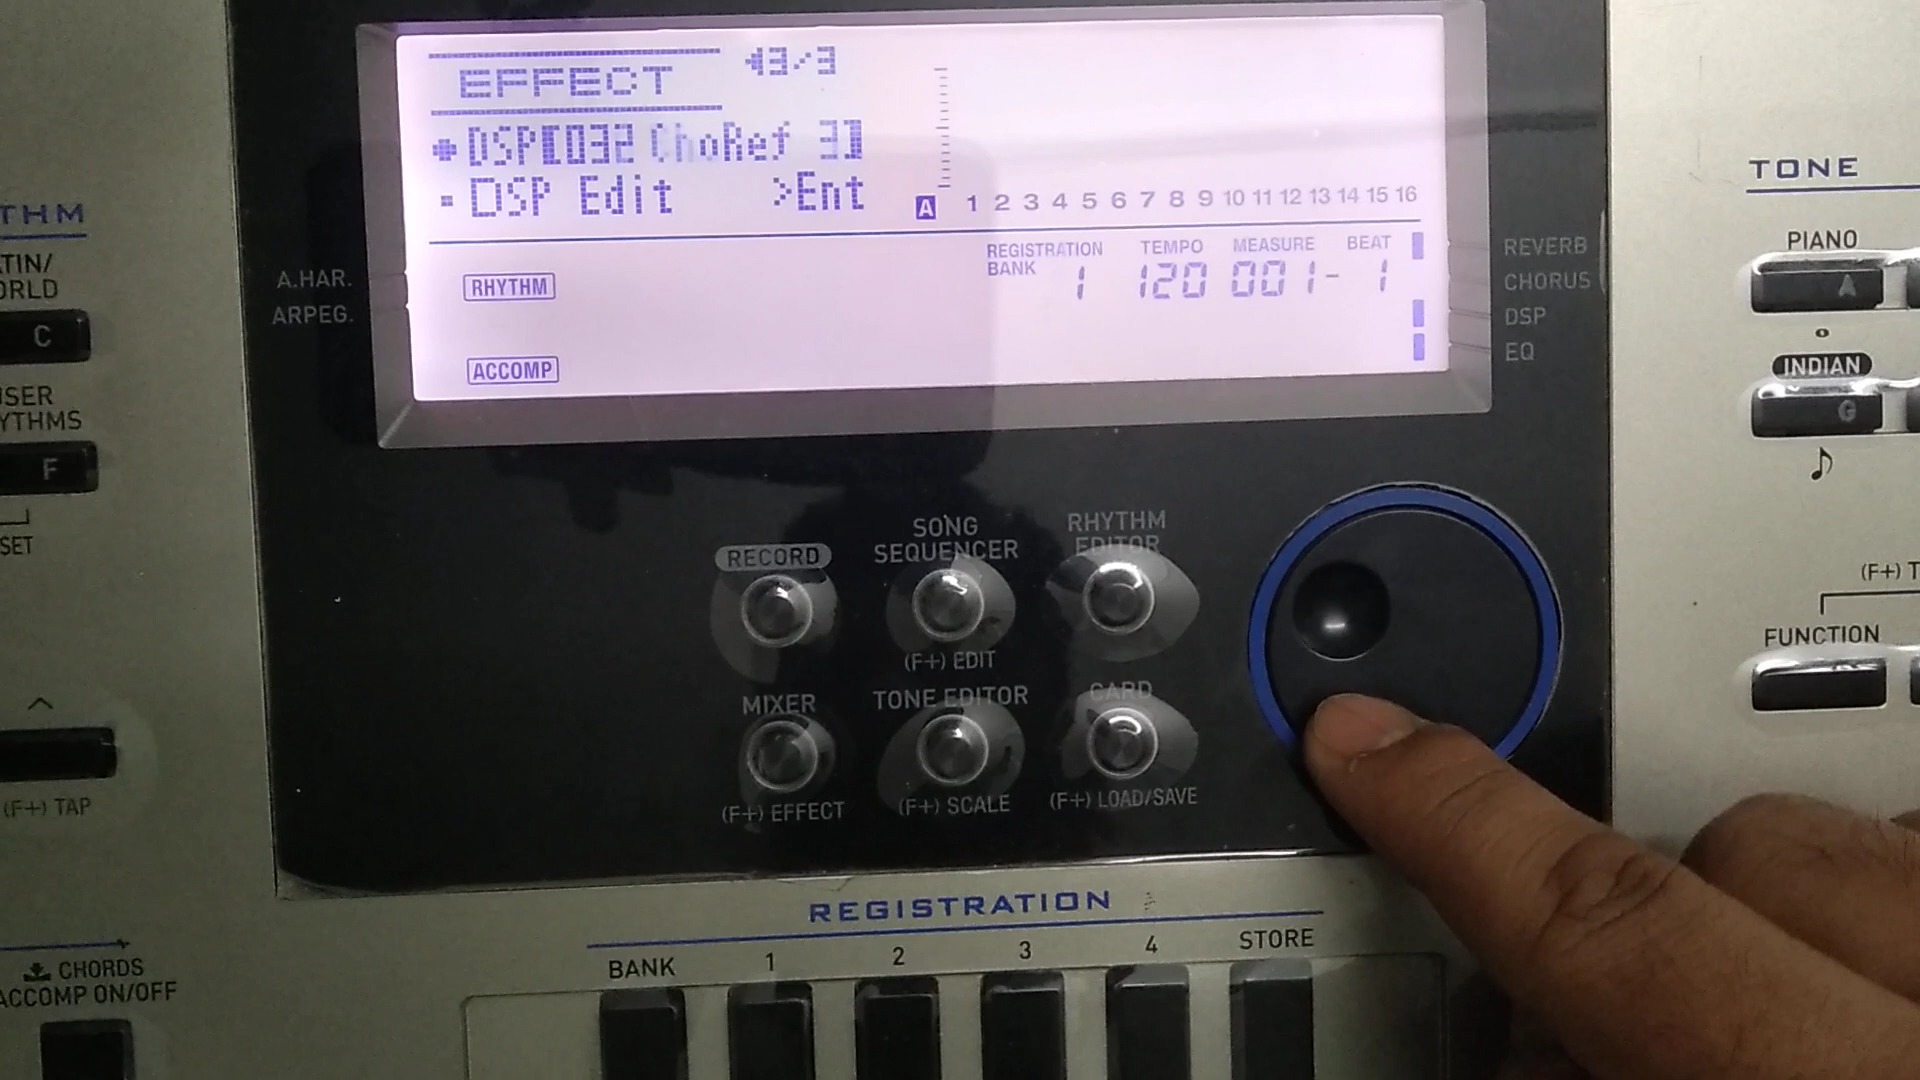 EFFECT
3/3
DSP[032 ChoRef 3]
DSP Edit >Ent
A 1 2 3 4 5 6 7 8 9 10 11 12 13 14 15 16
REGISTRATION BANK 1
TEMPO 120
MEASURE 001-
BEAT 1
RHYTHM
ACCOMP
A.HAR.
ARPEG.
REVERB
CHORUS
DSP
EQ
TONE
PIANO
A
INDIAN
G
(F+) T
FUNCTION
THM
TIN/
ORLD
C
USER
YTHMS
F
SET
(F+) TAP
CHORDS
ACCOMP ON/OFF
RECORD
SONG
SEQUENCER
(F+) EDIT
RHYTHM
EDITOR
MIXER
(F+) EFFECT
TONE EDITOR
(F+) SCALE
CARD
(F+) LOAD/SAVE
REGISTRATION
BANK 1 2 3 4 STORE